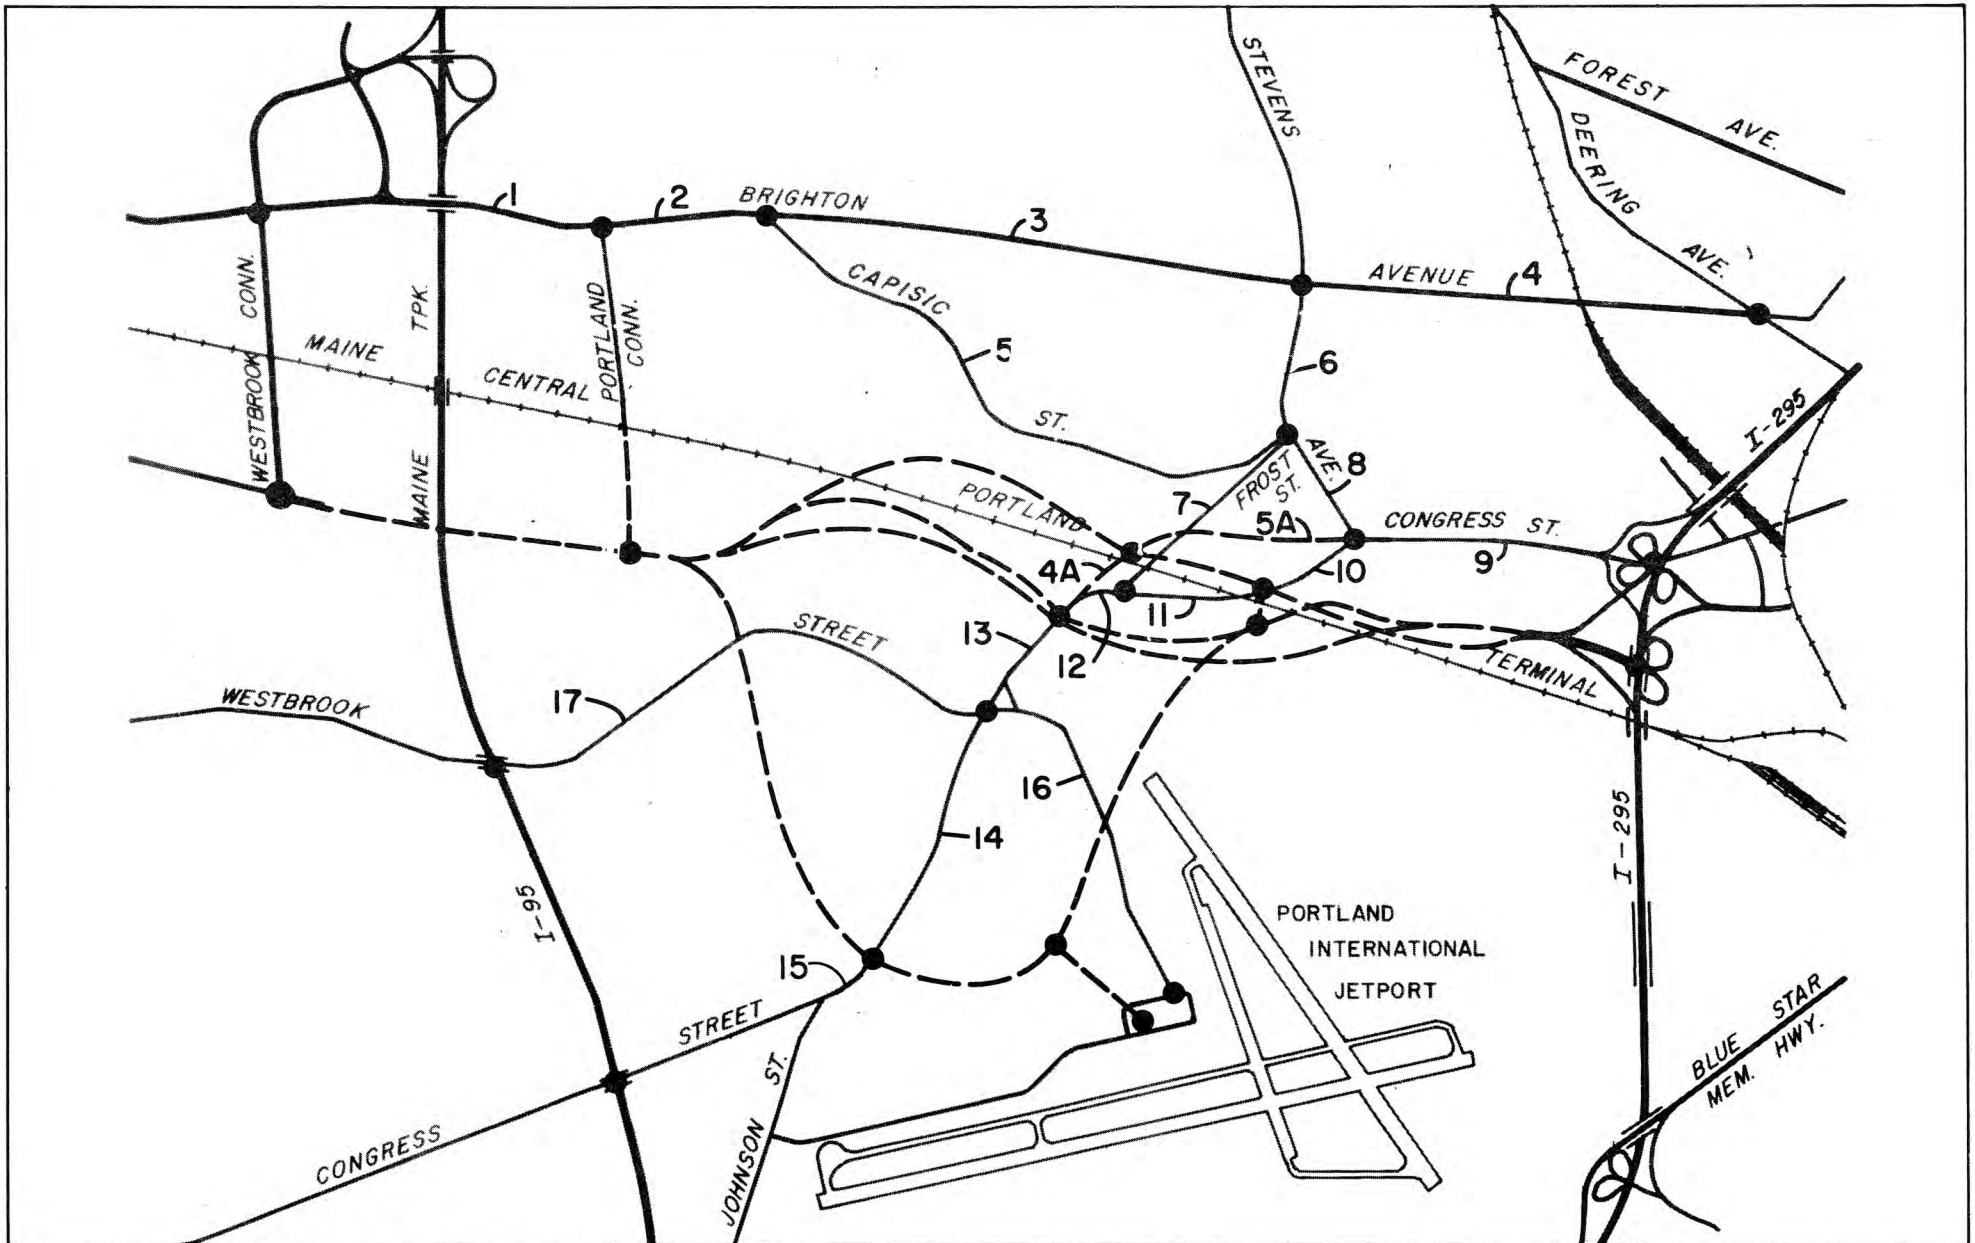 STEVENS
FOREST
AVE.
DEERING
AVE.
1
2
BRIGHTON
3
AVENUE
4
WESTBROOK CONN.
MAINE TPK.
PORTLAND
CONN.
CAPISIC
ST.
5
6
MAINE
CENTRAL
PORTLAND
TERMINAL
I-295
AVE.
8
FROST
ST.
7
5A
CONGRESS ST.
9
4A
10
11
12
13
STREET
WESTBROOK
17
16
14
I-95
15
STREET
CONGRESS
JOHNSON ST.
PORTLAND
INTERNATIONAL
JETPORT
I-295
BLUE STAR
MEM. HWY.